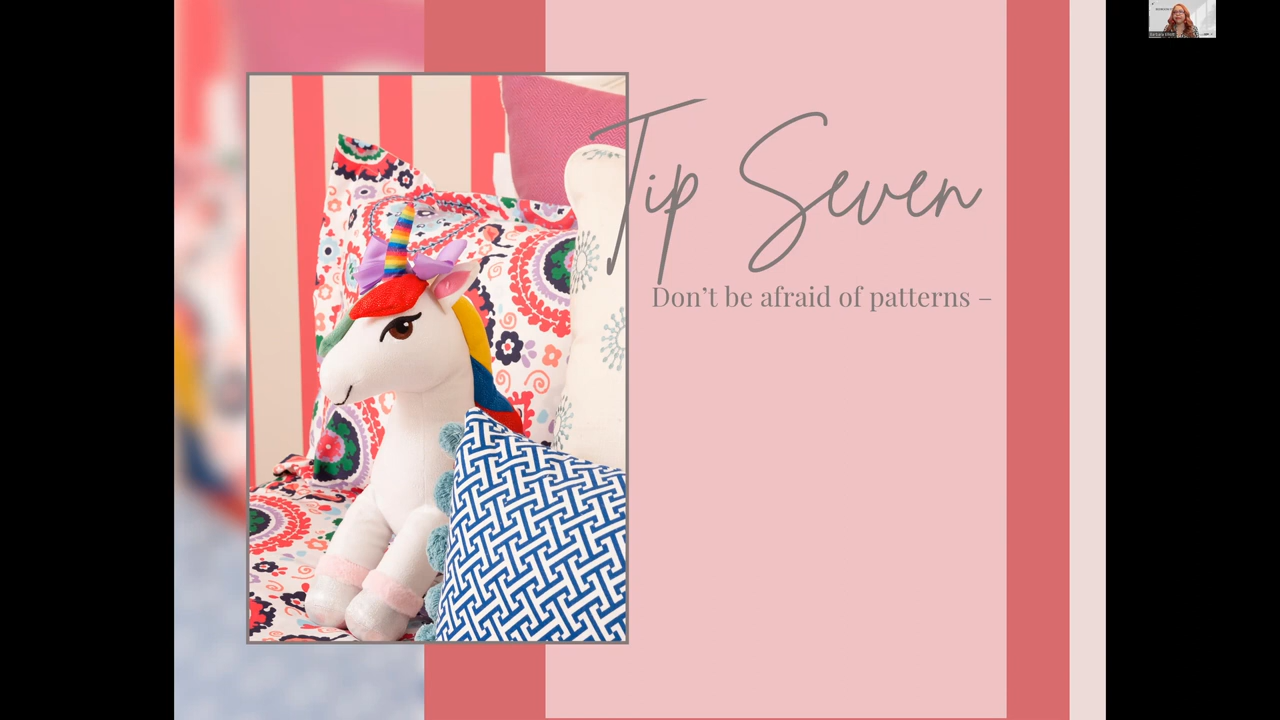 Tip Seven
Don't be afraid of patterns –